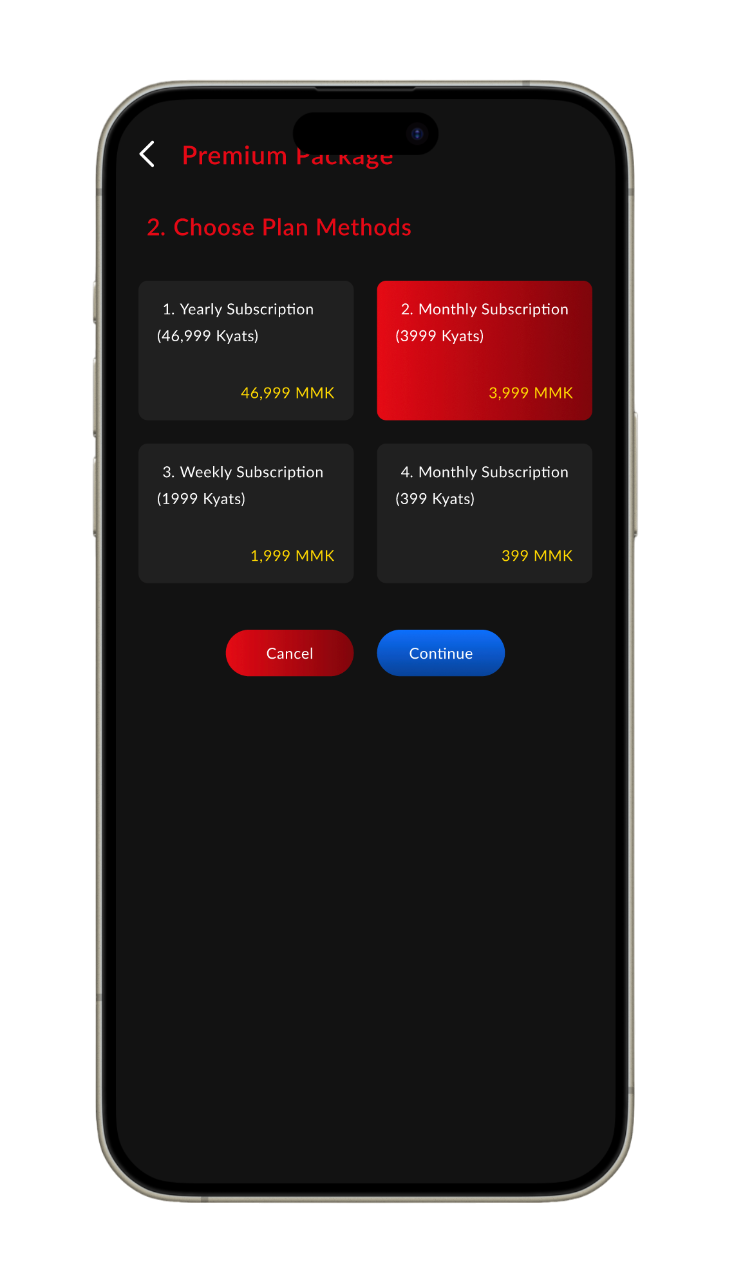 Premium Package
2. Choose Plan Methods
1. Yearly Subscription
(46,999 Kyats)
46,999 MMK
2. Monthly Subscription
(3999 Kyats)
3,999 MMK
3. Weekly Subscription
(1999 Kyats)
1,999 MMK
4. Monthly Subscription
(399 Kyats)
399 MMK
Cancel
Continue